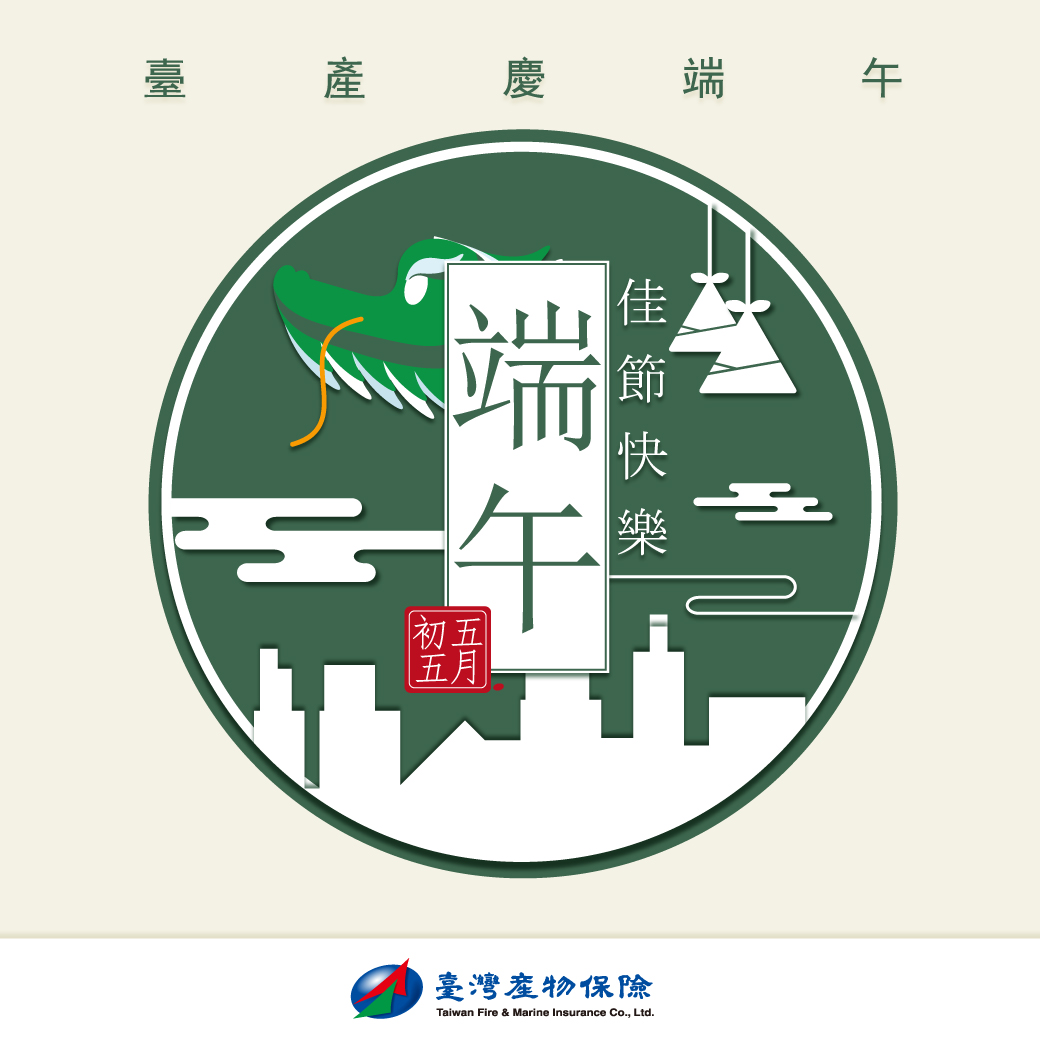 臺產慶端午
端午
佳節快樂
五月
初五
臺灣產物保險
Taiwan Fire & Marine Insurance Co., Ltd.